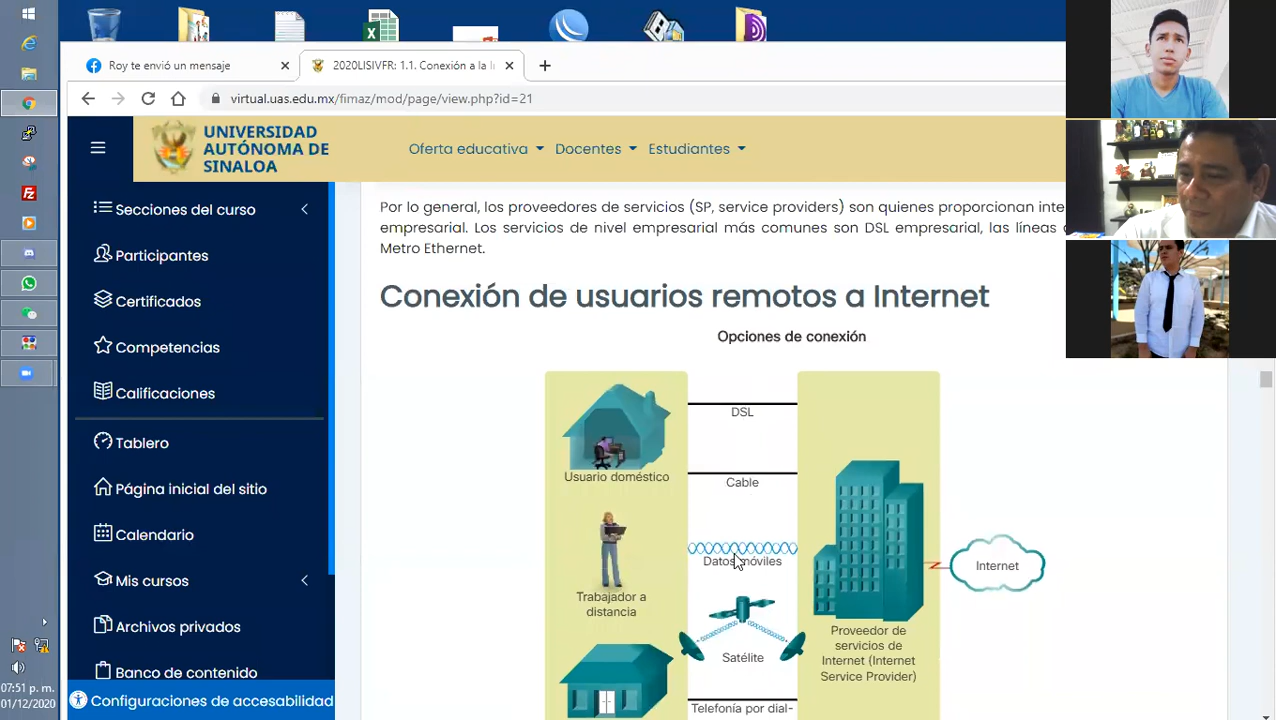 Roy te envió un mensaje
2020LISIVFR: 1.1. Conexión a la I
virtual.uas.edu.mx/fimaz/mod/page/view.php?id=21
UNIVERSIDAD
AUTÓNOMA DE
SINALOA
Oferta educativa
Docentes
Estudiantes
Secciones del curso
Participantes
Certificados
Competencias
Calificaciones
Tablero
Página inicial del sitio
Calendario
Mis cursos
Archivos privados
Banco de contenido
Configuraciones de accesabilidad
Por lo general, los proveedores de servicios (SP, service providers) son quienes proporcionan inte
empresarial. Los servicios de nivel empresarial más comunes son DSL empresarial, las líneas
Metro Ethernet.
Conexión de usuarios remotos a Internet
Opciones de conexión
DSL
Usuario doméstico
Cable
Datos móviles
Internet
Trabajador a
distancia
Satélite
Proveedor de
servicios de
Internet (Internet
Service Provider)
Telefonía por dial-
07:51 p. m.
01/12/2020